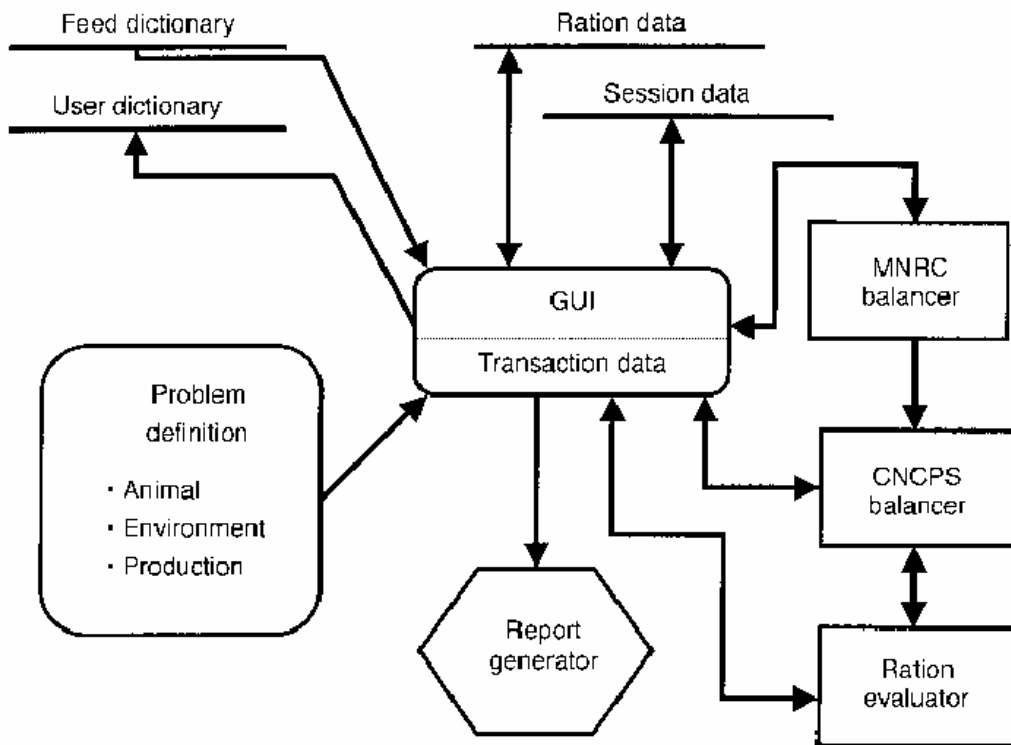 Feed dictionary
User dictionary
Ration data
Session data
MNRC
balancer
GUI
Transaction data
Problem
definition
· Animal
· Environment
· Production
CNCPS
balancer
Report
generator
Ration
evaluator